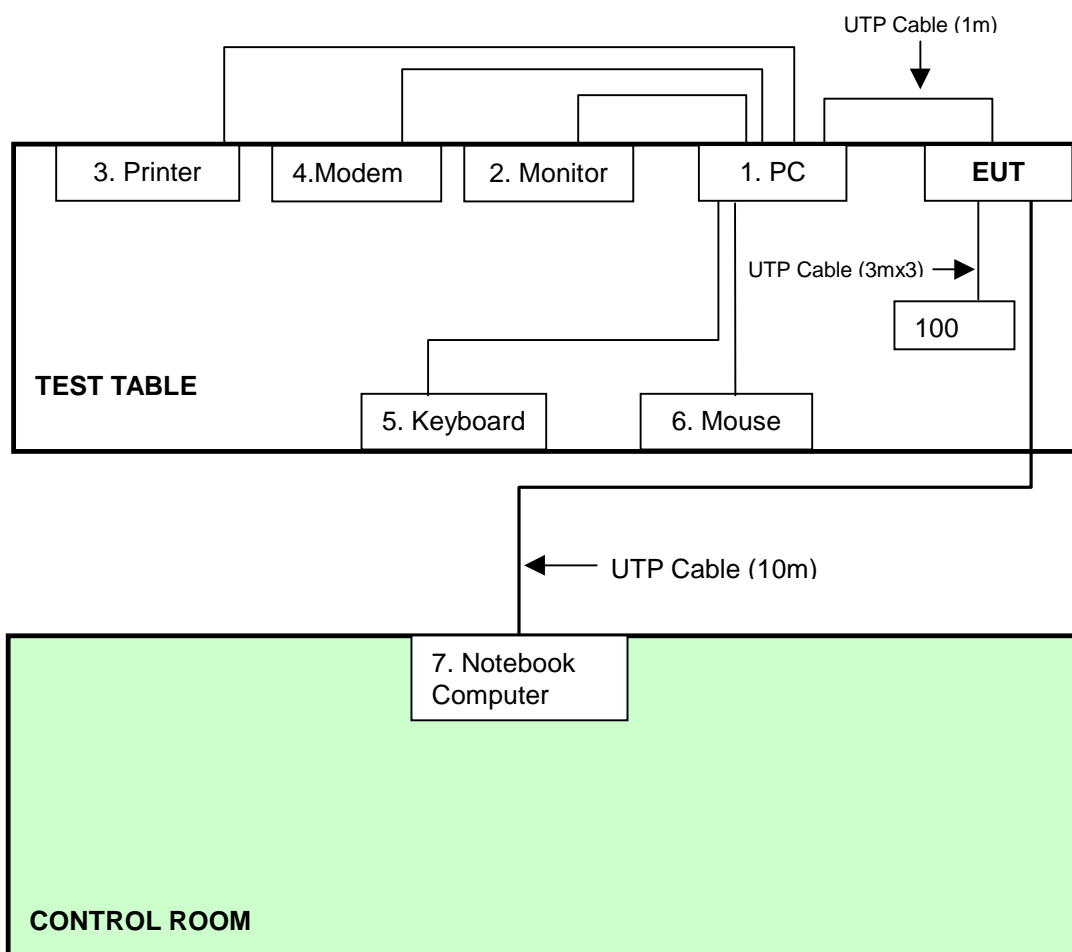 UTP Cable (1m)
3. Printer
4.Modem
2. Monitor
1. PC
EUT
UTP Cable (3mx3)
100
TEST TABLE
5. Keyboard
6. Mouse
UTP Cable (10m)
7. Notebook
Computer
CONTROL ROOM